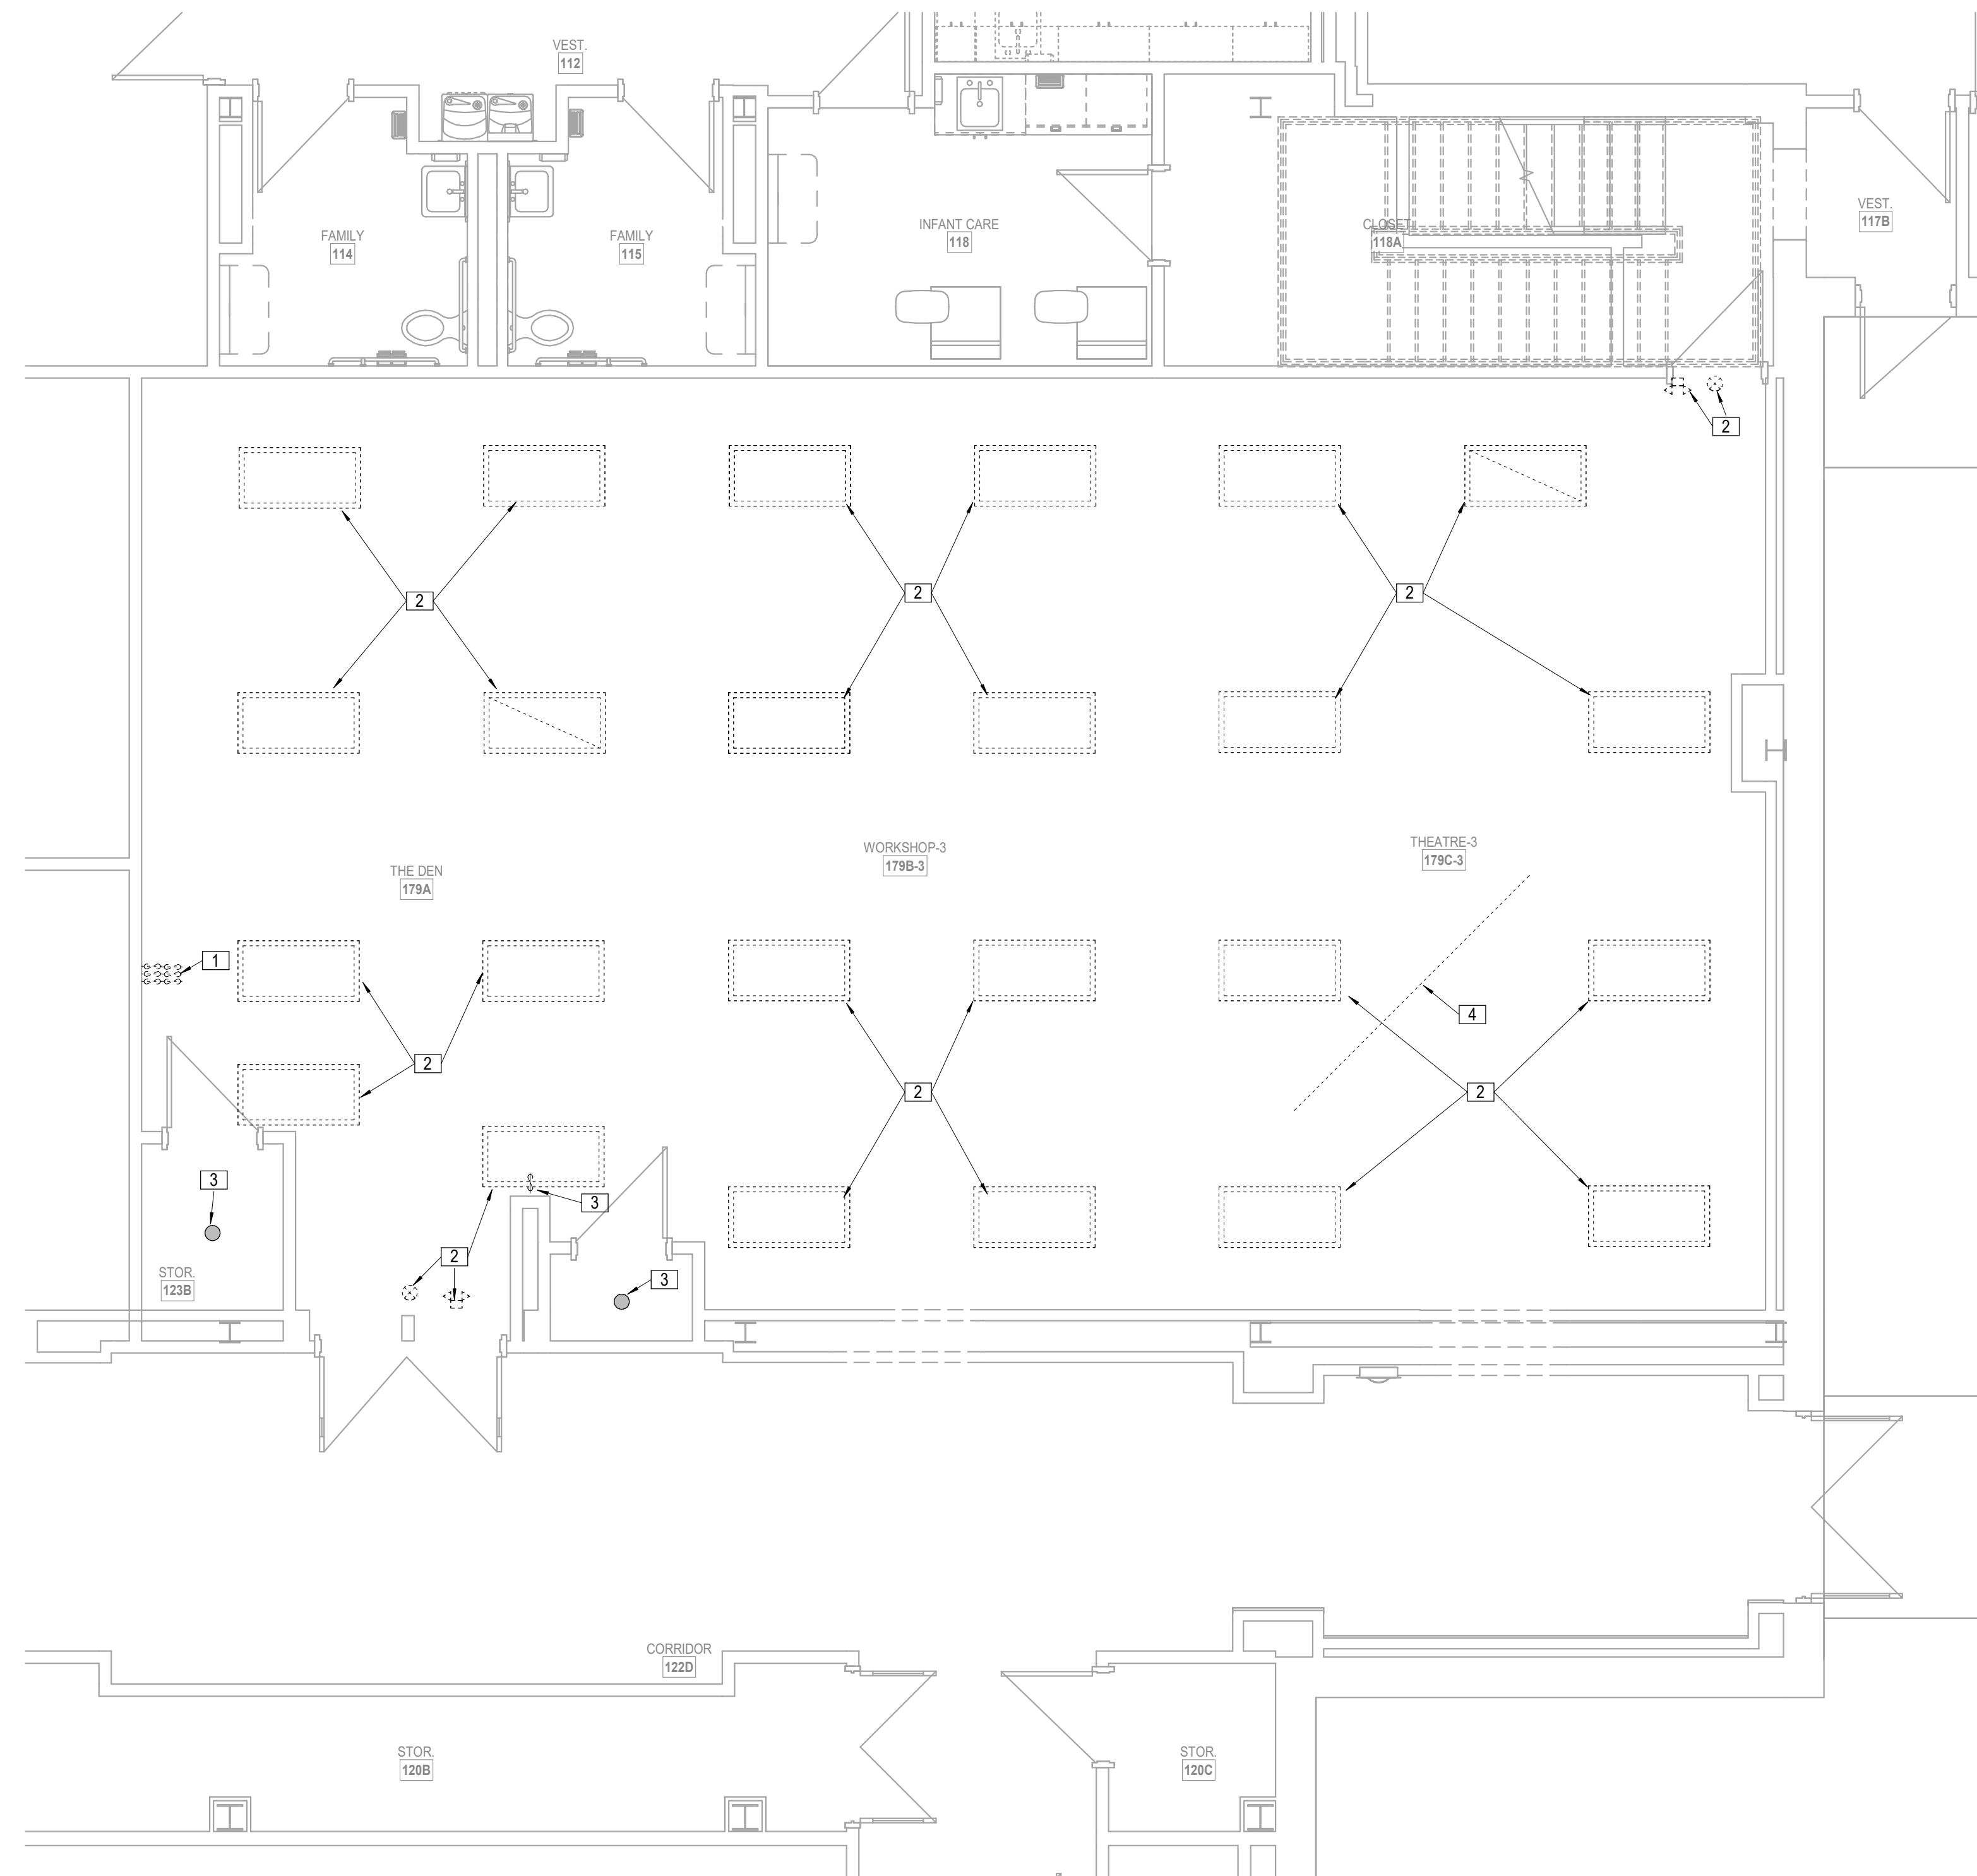 VEST.
112
FAMILY
114
FAMILY
115
INFANT CARE
118
CLOSET
118A
VEST.
117B
2
2
2
2
THE DEN
179A
WORKSHOP-3
179B-3
THEATRE-3
179C-3
1
4
2
2
2
3
3
2
3
STOR.
123B
CORRIDOR
122D
STOR.
120B
STOR.
120C